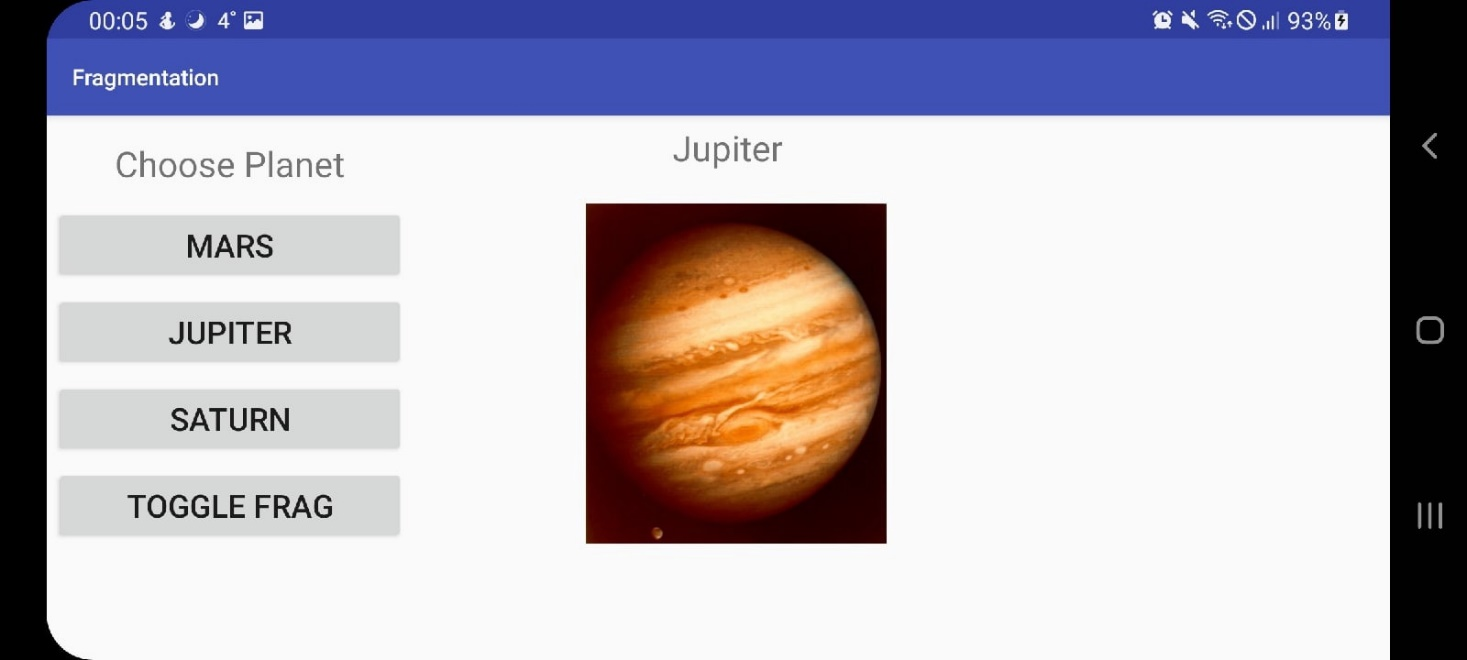 00:05 4° 93%
Fragmentation
Choose Planet
MARS
JUPITER
SATURN
TOGGLE FRAG
Jupiter